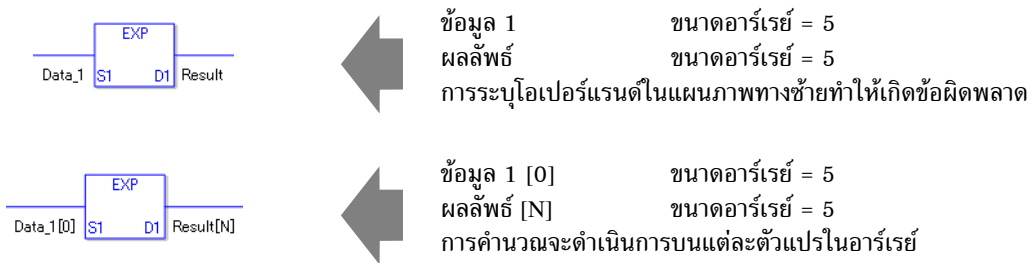 EXP
Data_1 S1 D1 Result
ข้อมูล 1 ขนาดอาร์เรย์ = 5
ผลลัพธ์ ขนาดอาร์เรย์ = 5
การระบุโอเปอร์แรนด์ในแผนภาพทางซ้ายทำให้เกิดข้อผิดพลาด
EXP
Data_1[0] S1 D1 Result[N]
ข้อมูล 1 [0] ขนาดอาร์เรย์ = 5
ผลลัพธ์ [N] ขนาดอาร์เรย์ = 5
การคำนวณจะดำเนินการบนแต่ละตัวแปรในอาร์เรย์